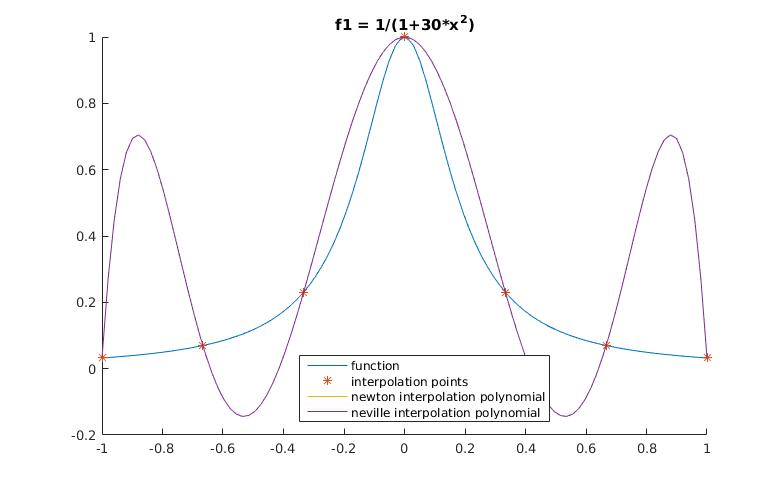 f1 = 1/(1+30*x^2)
1
0.8
0.6
0.4
0.2
0
-0.2
function
interpolation points
newton interpolation polynomial
neville interpolation polynomial
-1 -0.8 -0.6 -0.4 -0.2 0 0.2 0.4 0.6 0.8 1